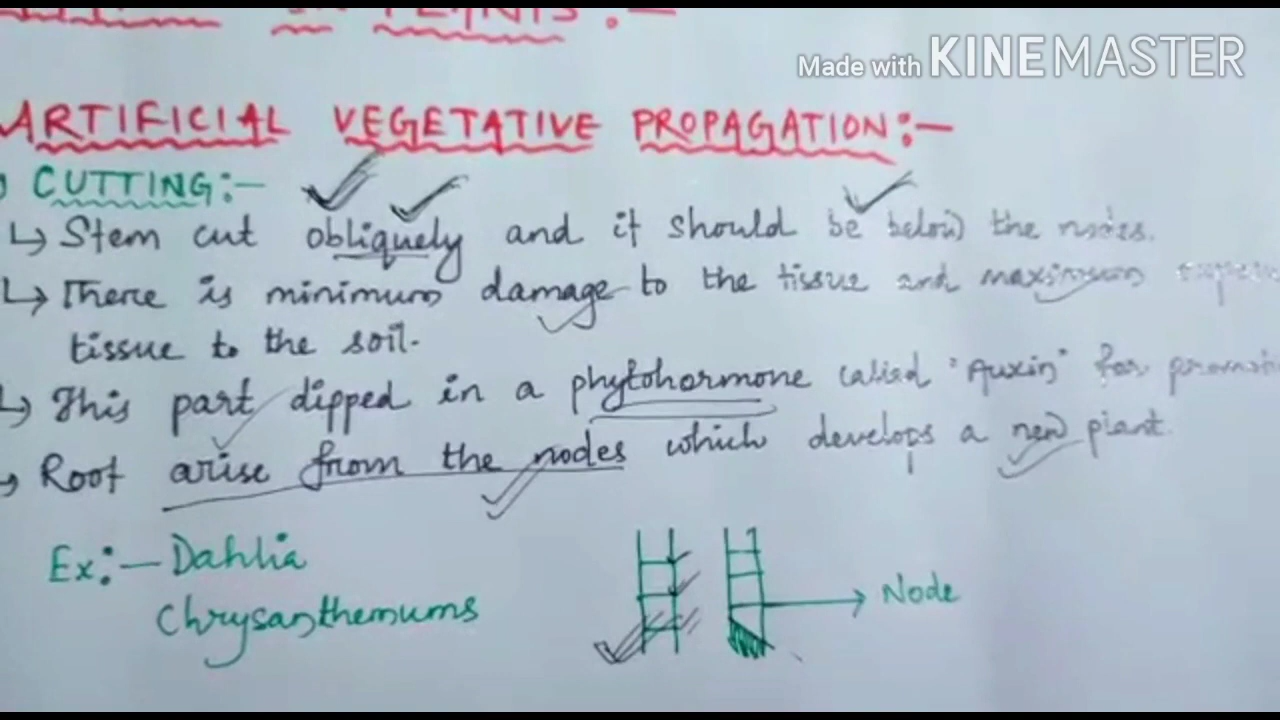 PLANTS:-
Made with KINEMASTER
ARTIFICIAL VEGETATIVE PROPAGATION:-
CUTTING:-
↳ Stem cut obliquely and it should be below the nodes.
↳ There is minimum damage to the tissue and maximum
tissue to the soil.
↳ This part dipped in a phytohormone called "Auxin" for
↳ Root arise from the nodes which develops a new plant.
Ex:- Dahlia
Chrysanthemums
Node